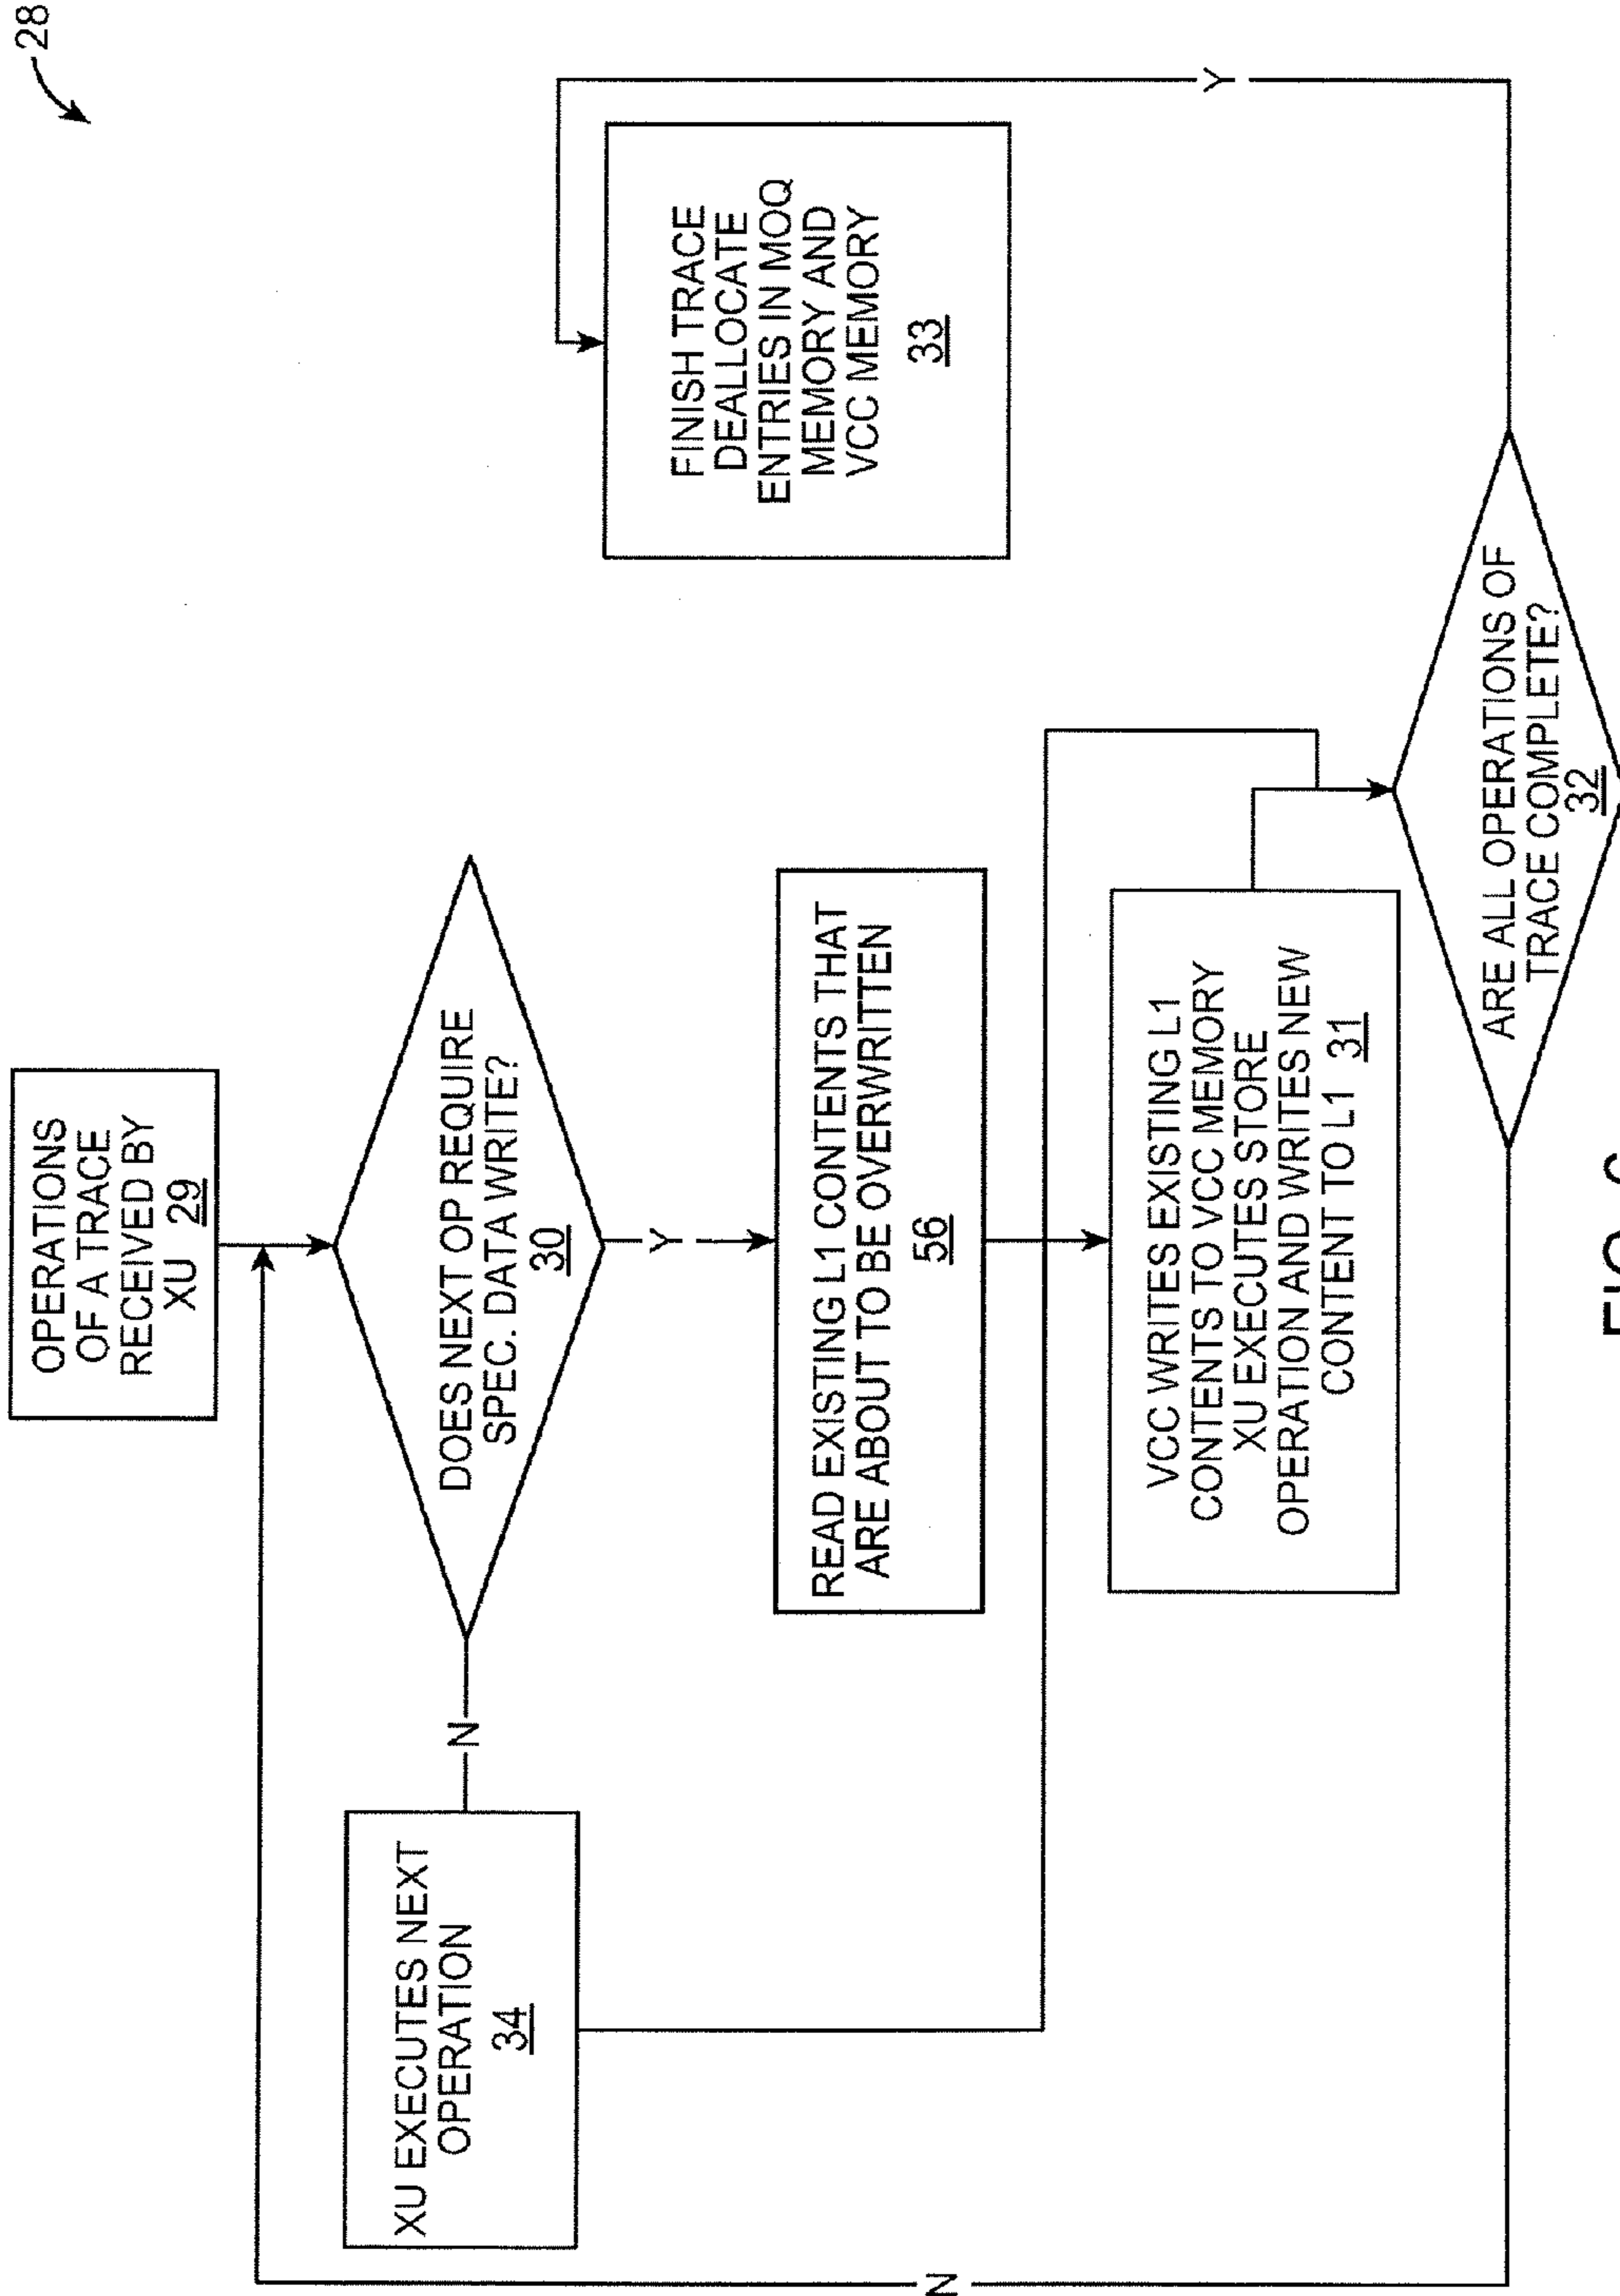 28
OPERATIONS
OF A TRACE
RECEIVED BY
XU 29
DOES NEXT OP REQUIRE
SPEC. DATA WRITE?
30
N
XU EXECUTES NEXT
OPERATION
34
Y
READ EXISTING L1 CONTENTS THAT
ARE ABOUT TO BE OVERWRITTEN
56
VCC WRITES EXISTING L1
CONTENTS TO VCC MEMORY
XU EXECUTES STORE
OPERATION AND WRITES NEW
CONTENT TO L1 31
ARE ALL OPERATIONS OF
TRACE COMPLETE?
32
N
Y
FINISH TRACE
DEALLOCATE
ENTRIES IN MOQ
MEMORY AND
VCC MEMORY
33